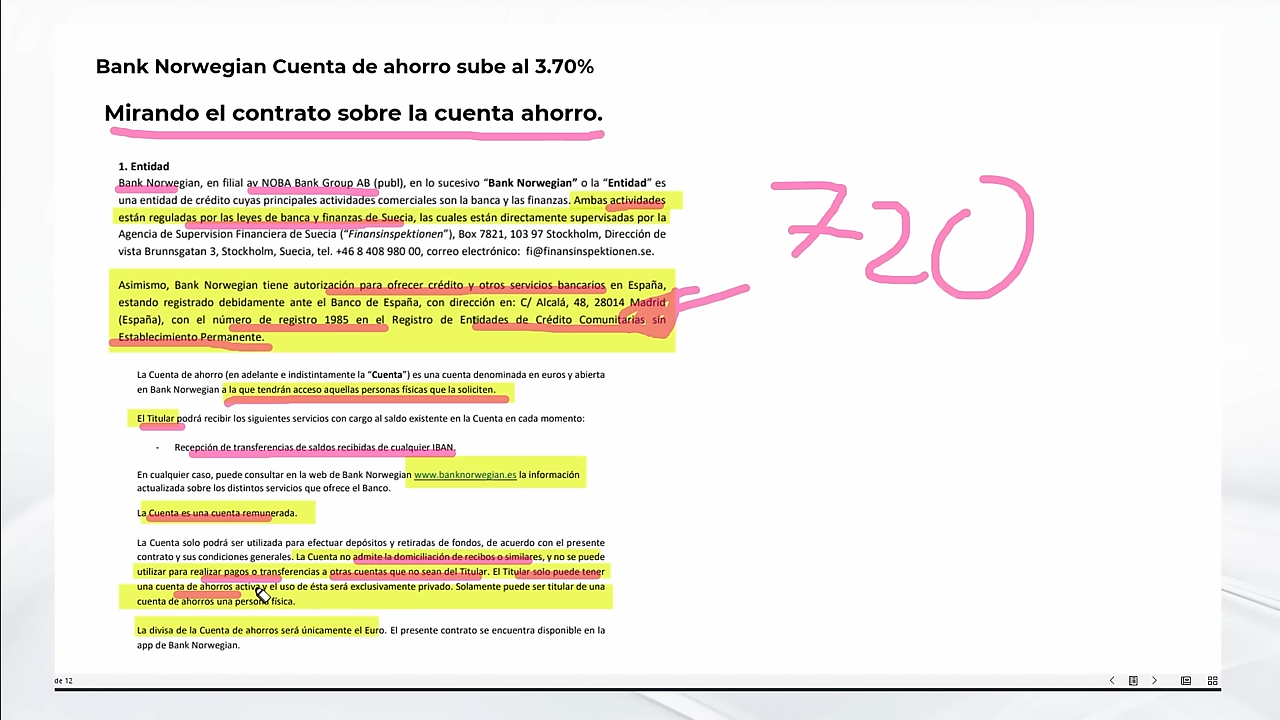 Bank Norwegian Cuenta de ahorro sube al 3.70%
Mirando el contrato sobre la cuenta ahorro.
720
1. Entidad
Bank Norwegian, en filial av NOBA Bank Group AB (publ), en lo sucesivo “Bank Norwegian” o la “Entidad” es
una entidad de crédito cuyas principales actividades comerciales son la banca y las finanzas. Ambas actividades
están reguladas por las leyes de banca y finanzas de Suecia, las cuales están directamente supervisadas por la
Agencia de Supervision Financiera de Suecia (“Finansinspektionen”), Box 7821, 103 97 Stockholm, Dirección de
vista Brunnsgatan 3, Stockholm, Suecia, tel. +46 8 408 980 00, correo electrónico: fi@finansinspektionen.se.
Asimismo, Bank Norwegian tiene autorización para ofrecer crédito y otros servicios bancarios en España,
estando registrado debidamente ante el Banco de España, con dirección en: C/ Alcalá, 48, 28014 Madrid
(España), con el número de registro 1985 en el Registro de Entidades de Crédito Comunitarias sin
Establecimiento Permanente.
La Cuenta de ahorro (en adelante e indistintamente la “Cuenta”) es una cuenta denominada en euros y abierta
en Bank Norwegian a la que tendrán acceso aquellas personas físicas que la soliciten.
El Titular podrá recibir los siguientes servicios con cargo al saldo existente en la Cuenta en cada momento:
- Recepción de transferencias de saldos recibidas de cualquier IBAN.
En cualquier caso, puede consultar en la web de Bank Norwegian www.banknorwegian.es la información
actualizada sobre los distintos servicios que ofrece el Banco.
La Cuenta es una cuenta remunerada.
La Cuenta solo podrá ser utilizada para efectuar depósitos y retiradas de fondos, de acuerdo con el presente
contrato y sus condiciones generales. La Cuenta no admite la domiciliación de recibos o similares, y no se puede
utilizar para realizar pagos o transferencias a otras cuentas que no sean del Titular. El Titular solo puede tener
una cuenta de ahorros activa y el uso de ésta será exclusivamente privado. Solamente puede ser titular de una
cuenta de ahorros una persona física.
La divisa de la Cuenta de ahorros será únicamente el Euro. El presente contrato se encuentra disponible en la
app de Bank Norwegian.
de 12